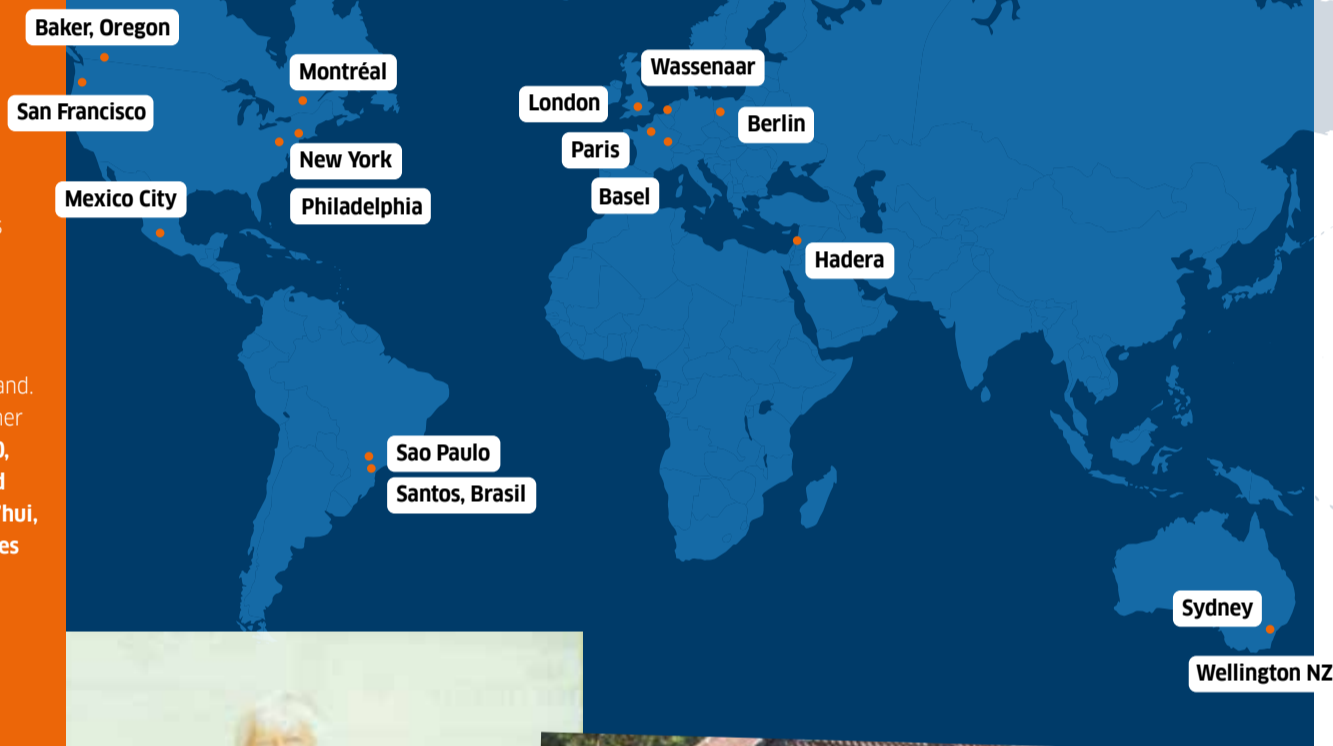 Baker, Oregon
Montréal
Wassenaar
San Francisco
London
Berlin
Paris
New York
Mexico City
Basel
Philadelphia
Hadera
and.
Sao Paulo
Santos, Brasil
Sydney
Wellington NZ